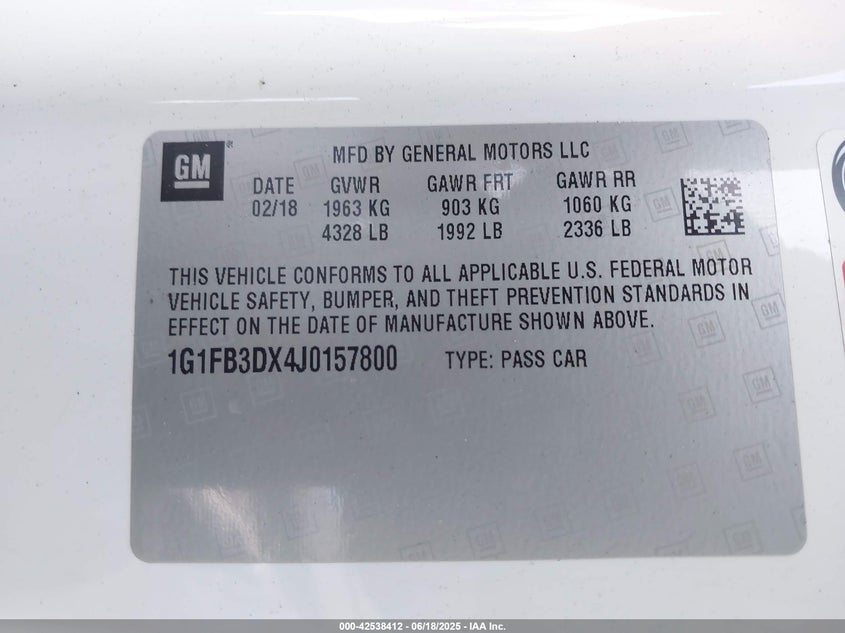 GM
MFD BY GENERAL MOTORS LLC
DATE GVWR GAWR FRT GAWR RR
02/18 1963 KG 903 KG 1060 KG
4328 LB 1992 LB 2336 LB
THIS VEHICLE CONFORMS TO ALL APPLICABLE U.S. FEDERAL MOTOR
VEHICLE SAFETY, BUMPER, AND THEFT PREVENTION STANDARDS IN
EFFECT ON THE DATE OF MANUFACTURE SHOWN ABOVE.
1G1FB3DX4J0157800 TYPE: PASS CAR
000-42538412 - 06/18/2025 - IAA Inc.